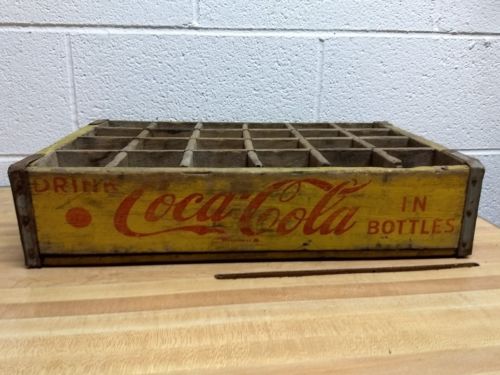 DRINK
Coca-Cola
IN
BOTTLES